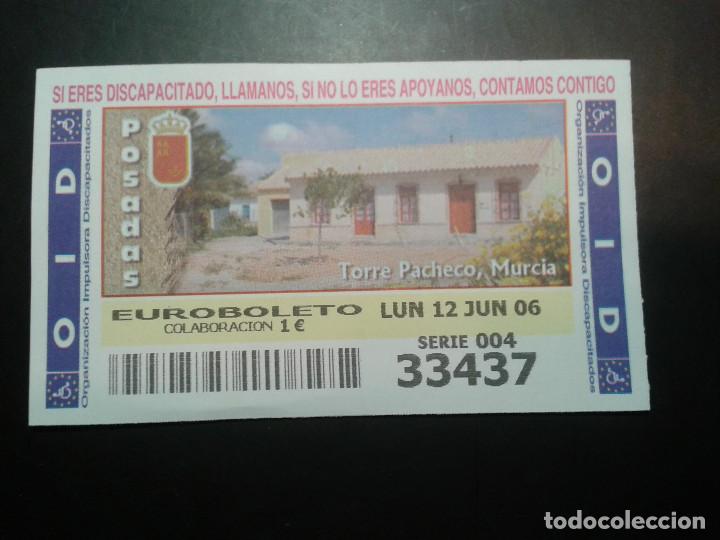 SI ERES DISCAPACITADO, LLAMANOS, SI NO LO ERES APOYANOS, CONTAMOS CONTIGO
OID
Organización Impulsora Discapacitados
Posadas
Torre Pacheco, Murcia
EUROBOLETO LUN 12 JUN 06
COLABORACION 1 €
SERIE 004
33437
Organización Impulsora Discapacitados
OID
todocoleccion.net